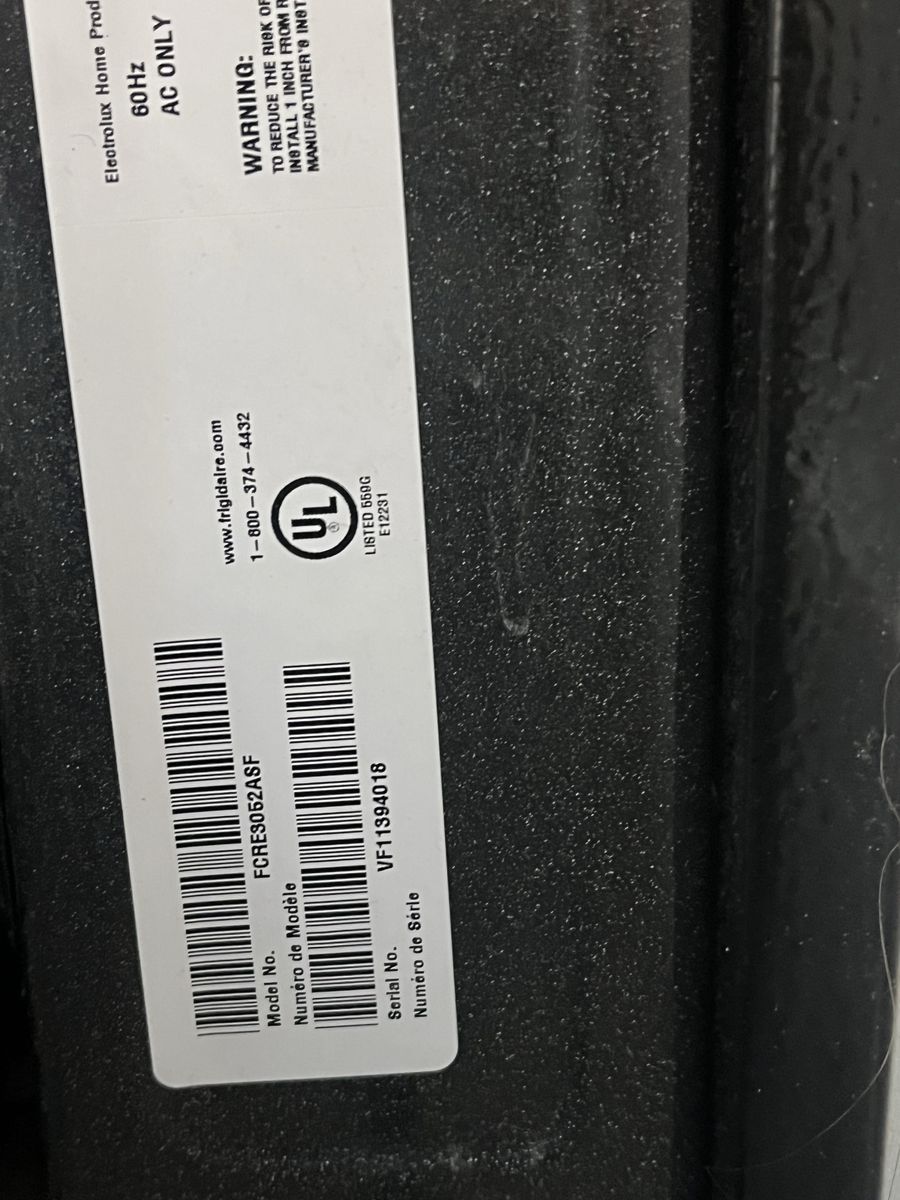 FCRE3052ASF
Model No.
Numéro de Modèle
VF11394018
Serial No.
Numéro de Série
www.frigidaire.com
1-800-374-4432
UL
®
LISTED 559G
E12231
Electrolux Home Prod
60Hz
AC ONLY
WARNING:
TO REDUCE THE RISK OF
INSTALL 1 INCH FROM R
MANUFACTURER'S INST